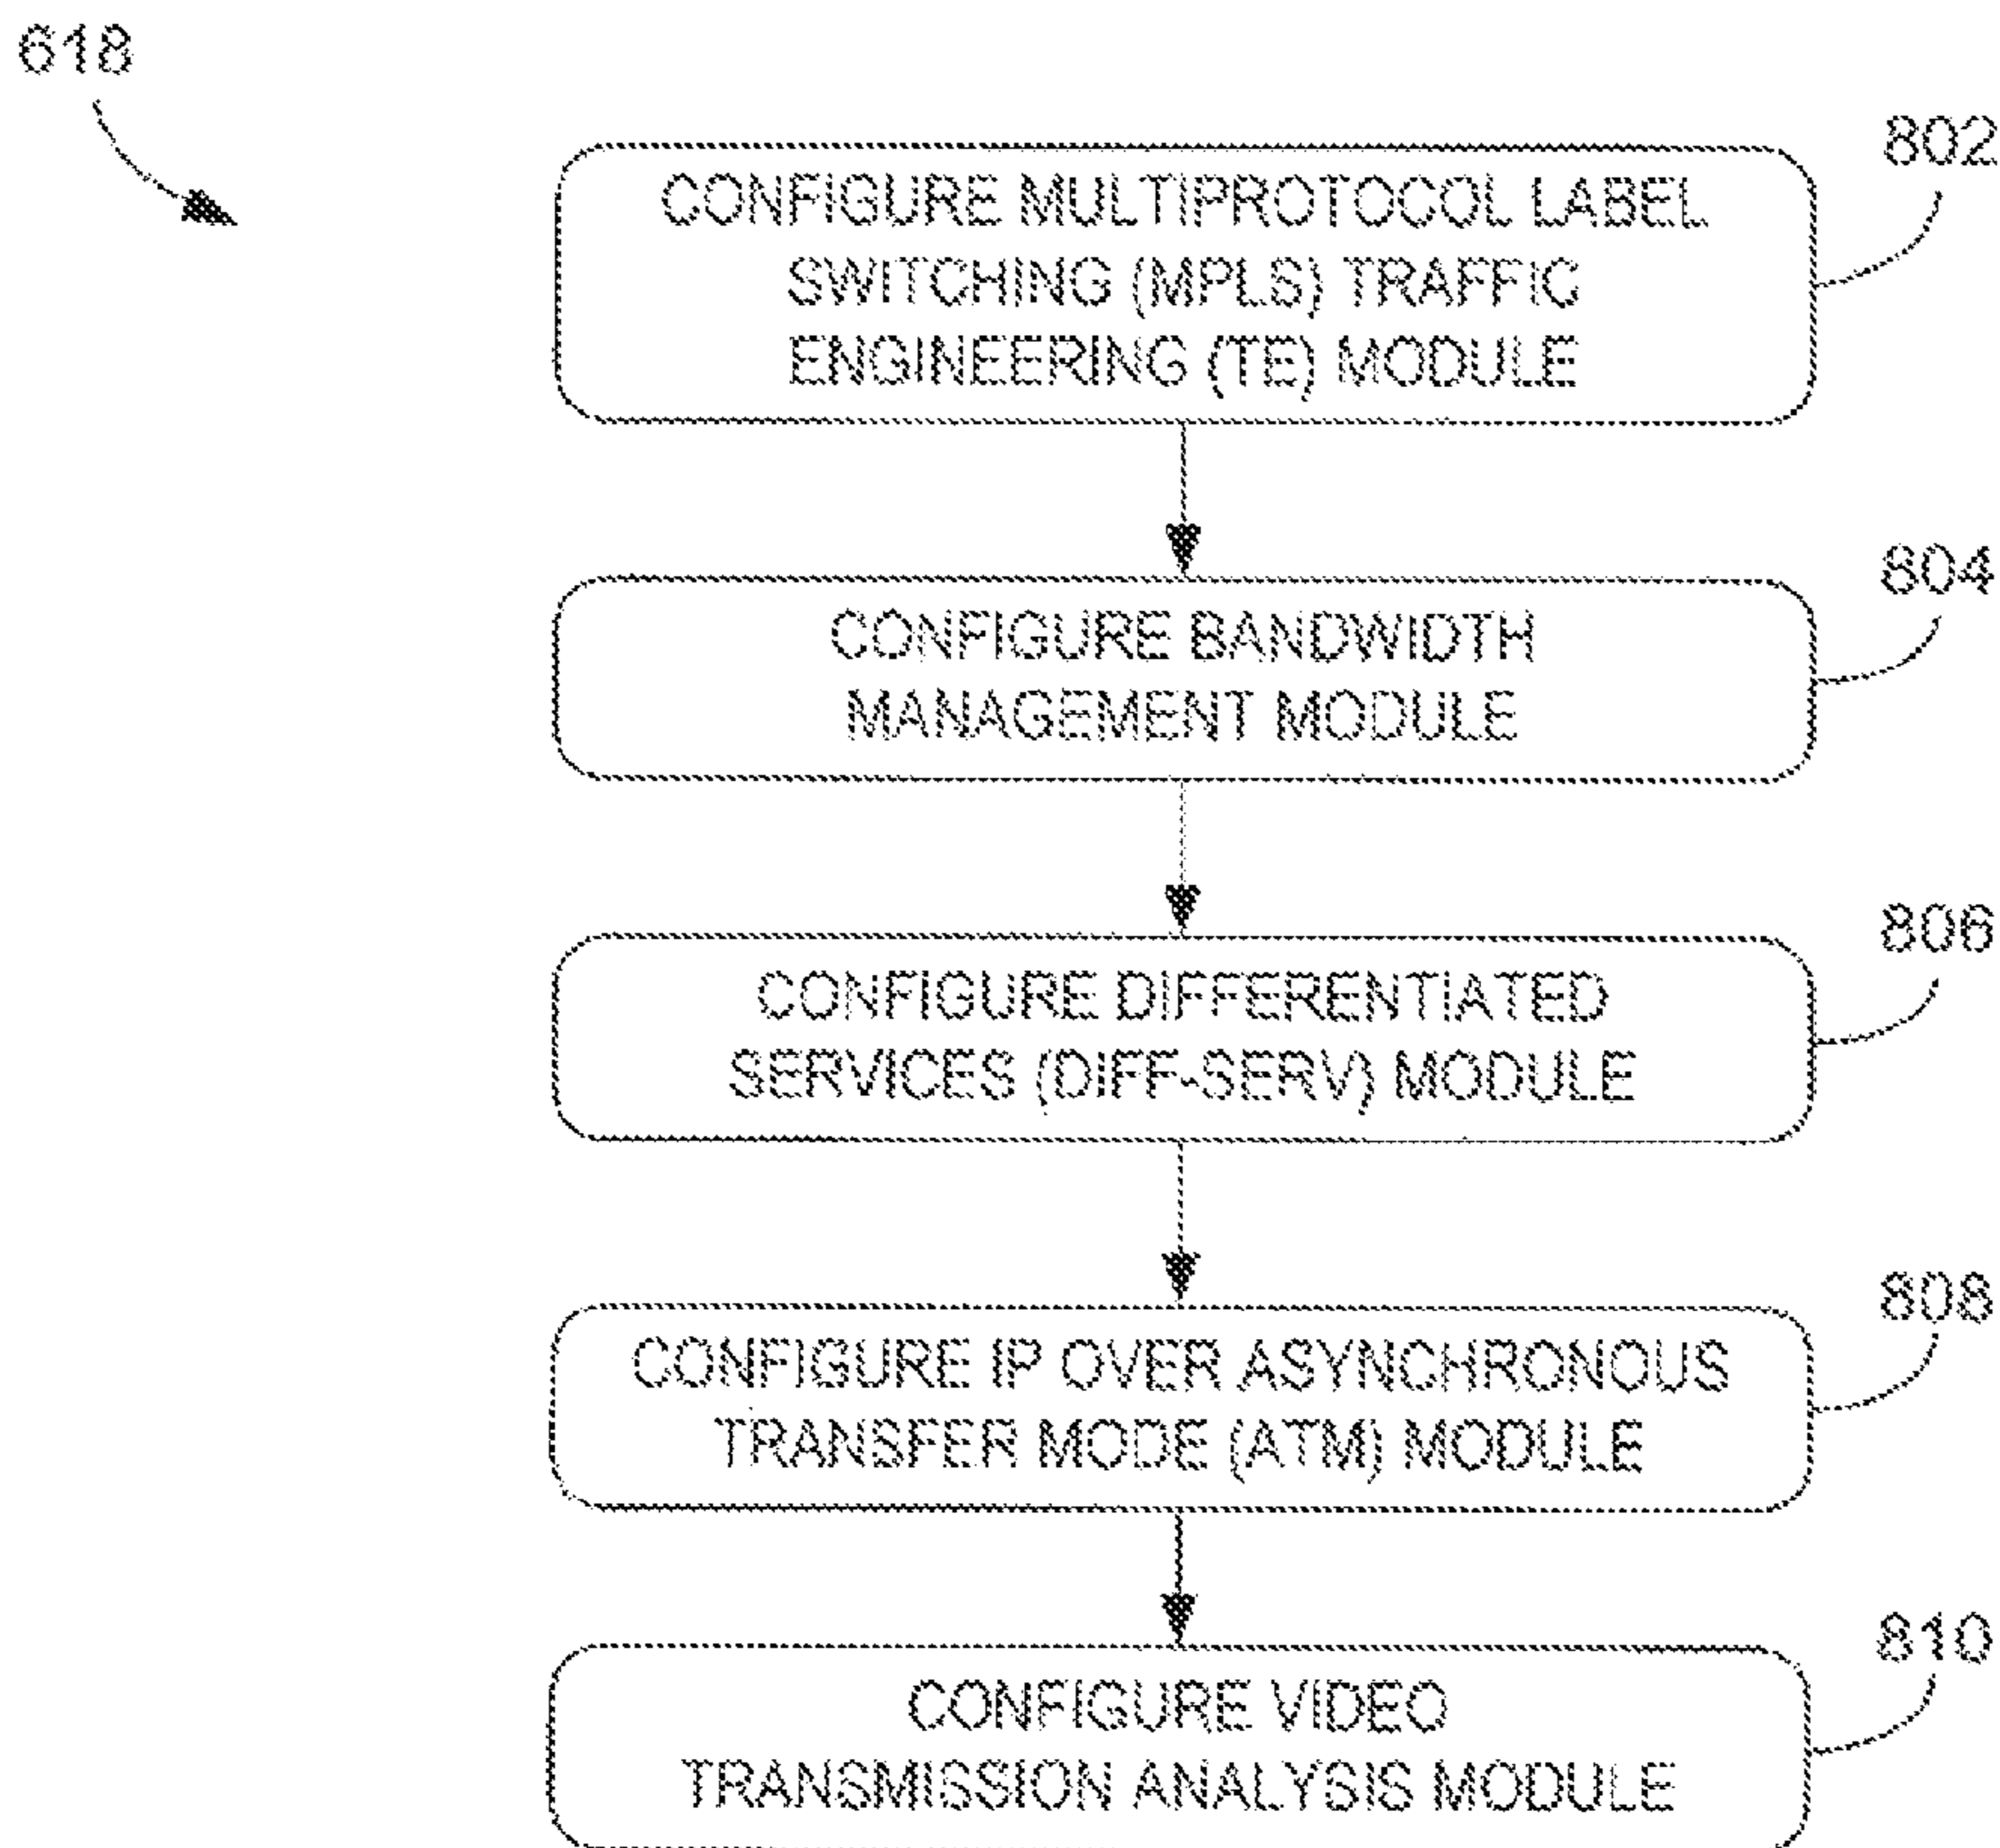 618
802
CONFIGURE MULTIPROTOCOL LABEL
SWITCHING (MPLS) TRAFFIC
ENGINEERING (TE) MODULE
804
CONFIGURE BANDWIDTH
MANAGEMENT MODULE
806
CONFIGURE DIFFERENTIATED
SERVICES (DIFF-SERV) MODULE
808
CONFIGURE IP OVER ASYNCHRONOUS
TRANSFER MODE (ATM) MODULE
810
CONFIGURE VIDEO
TRANSMISSION ANALYSIS MODULE